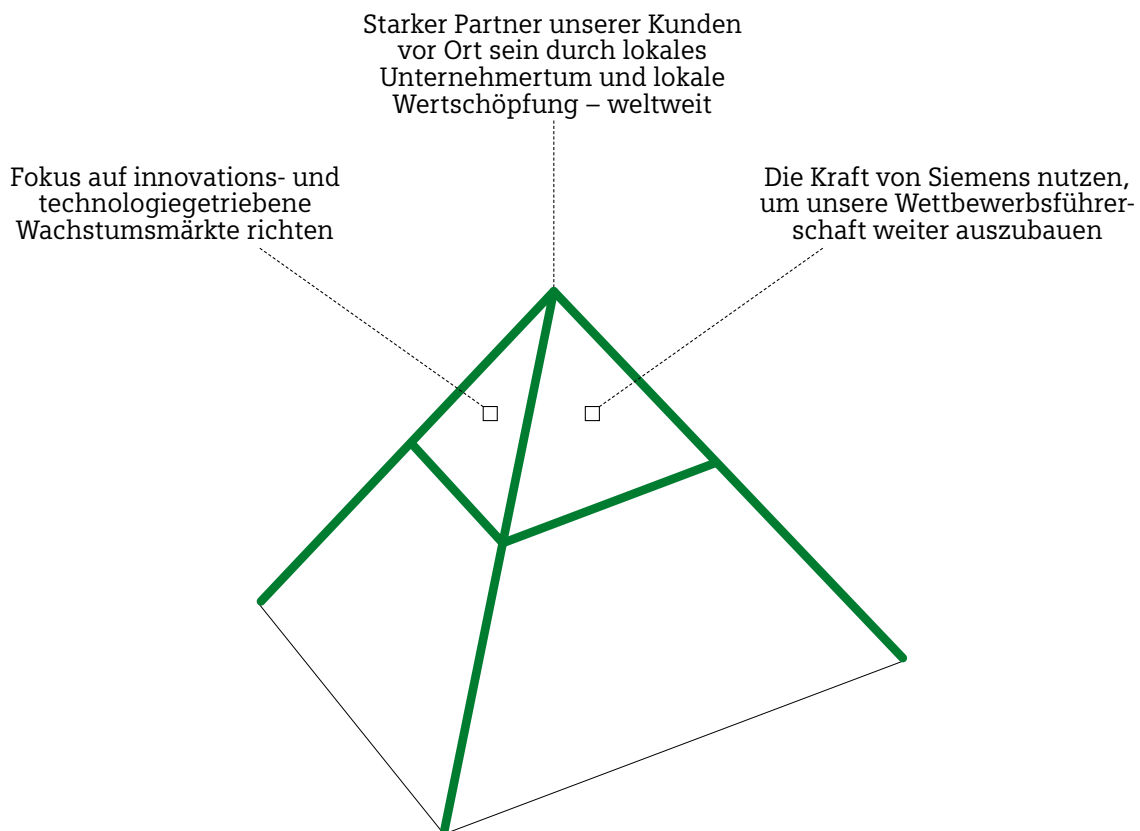 Starker Partner unserer Kunden
vor Ort sein durch lokales
Unternehmertum und lokale
Wertschöpfung – weltweit
Fokus auf innovations- und
technologiegetriebene
Wachstumsmärkte richten
Die Kraft von Siemens nutzen,
um unsere Wettbewerbsführer-
schaft weiter auszubauen